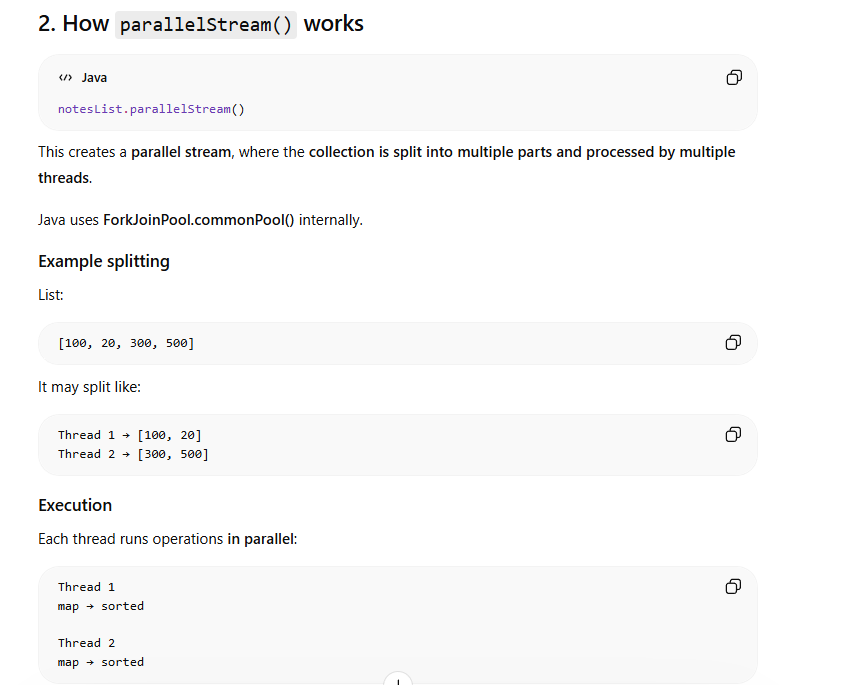 2. How parallelStream() works
</> Java
notesList.parallelStream()
This creates a parallel stream, where the collection is split into multiple parts and processed by multiple
threads.
Java uses ForkJoinPool.commonPool() internally.
Example splitting
List:
[100, 20, 300, 500]
It may split like:
Thread 1 → [100, 20]
Thread 2 → [300, 500]
Execution
Each thread runs operations in parallel:
Thread 1
map → sorted
Thread 2
map → sorted